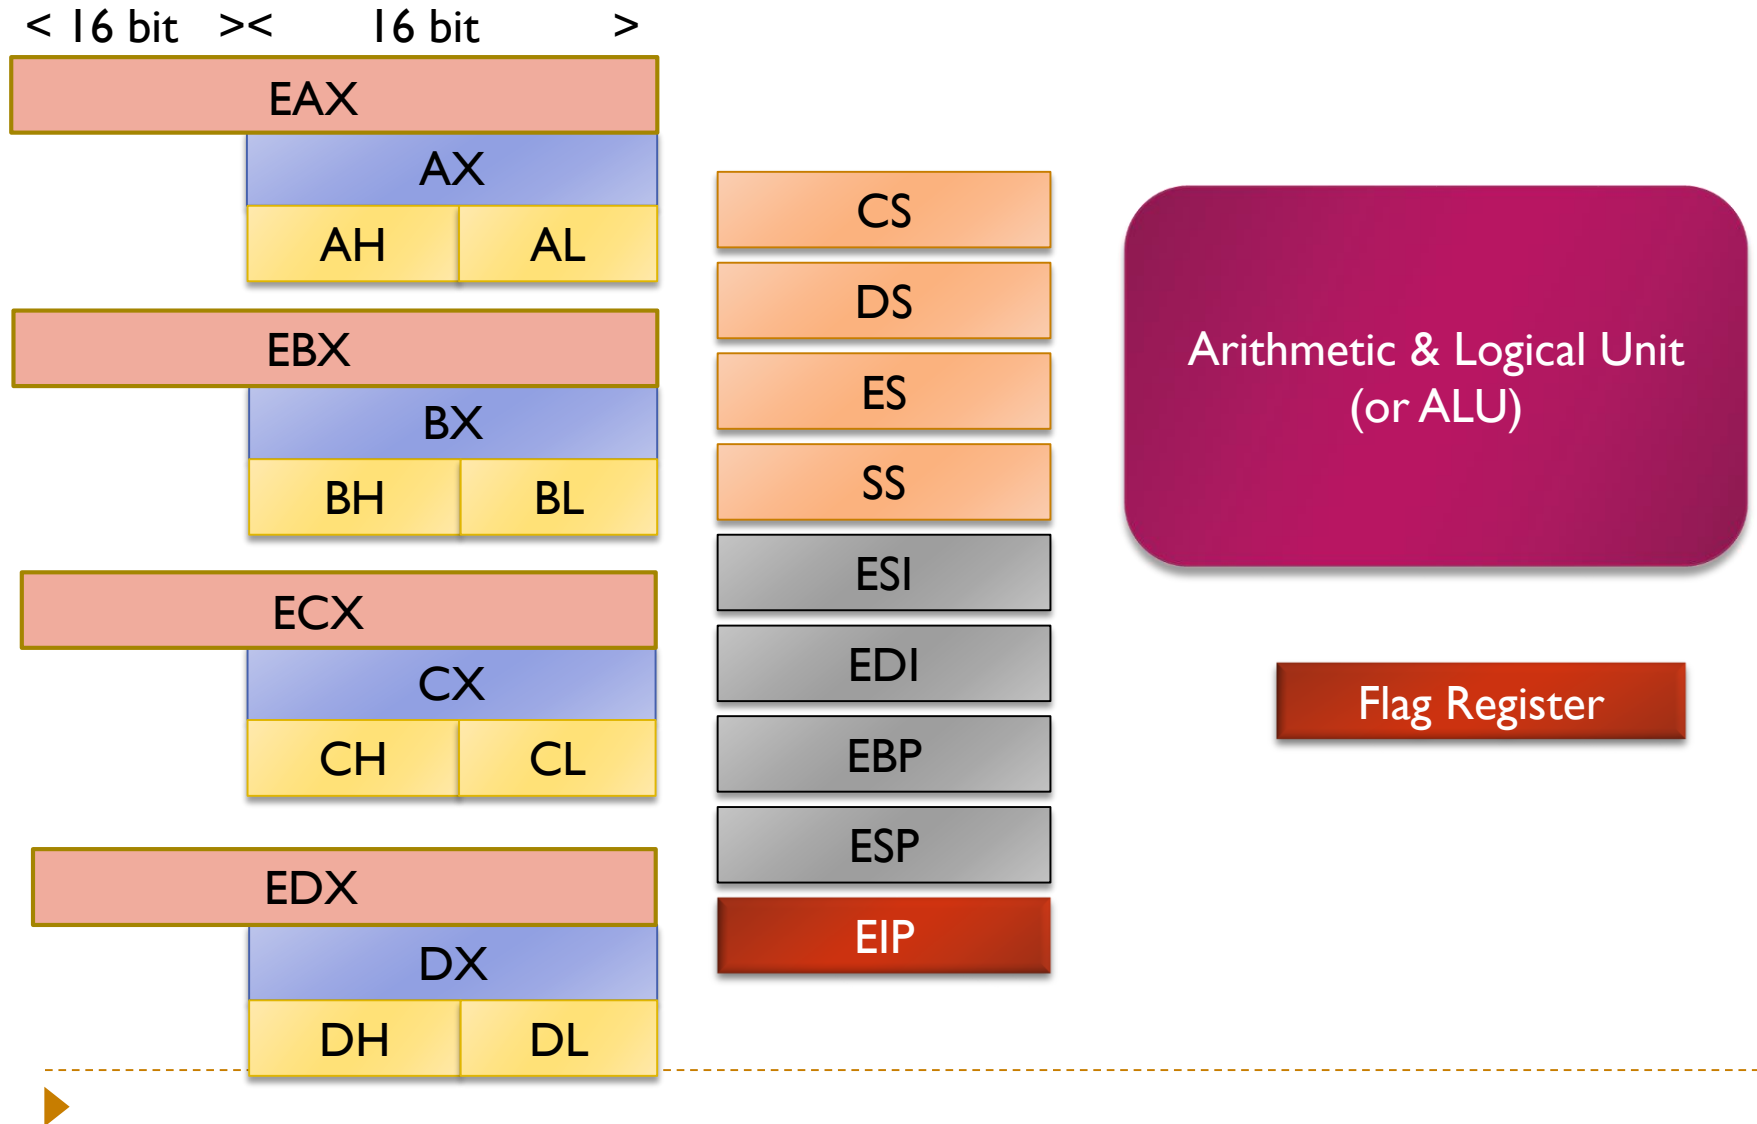 < 16 bit >< 16 bit >
EAX
AX
AH AL
EBX
BX
BH BL
ECX
CX
CH CL
EDX
DX
DH DL
CS
DS
ES
SS
ESI
EDI
EBP
ESP
EIP
Arithmetic & Logical Unit
(or ALU)
Flag Register